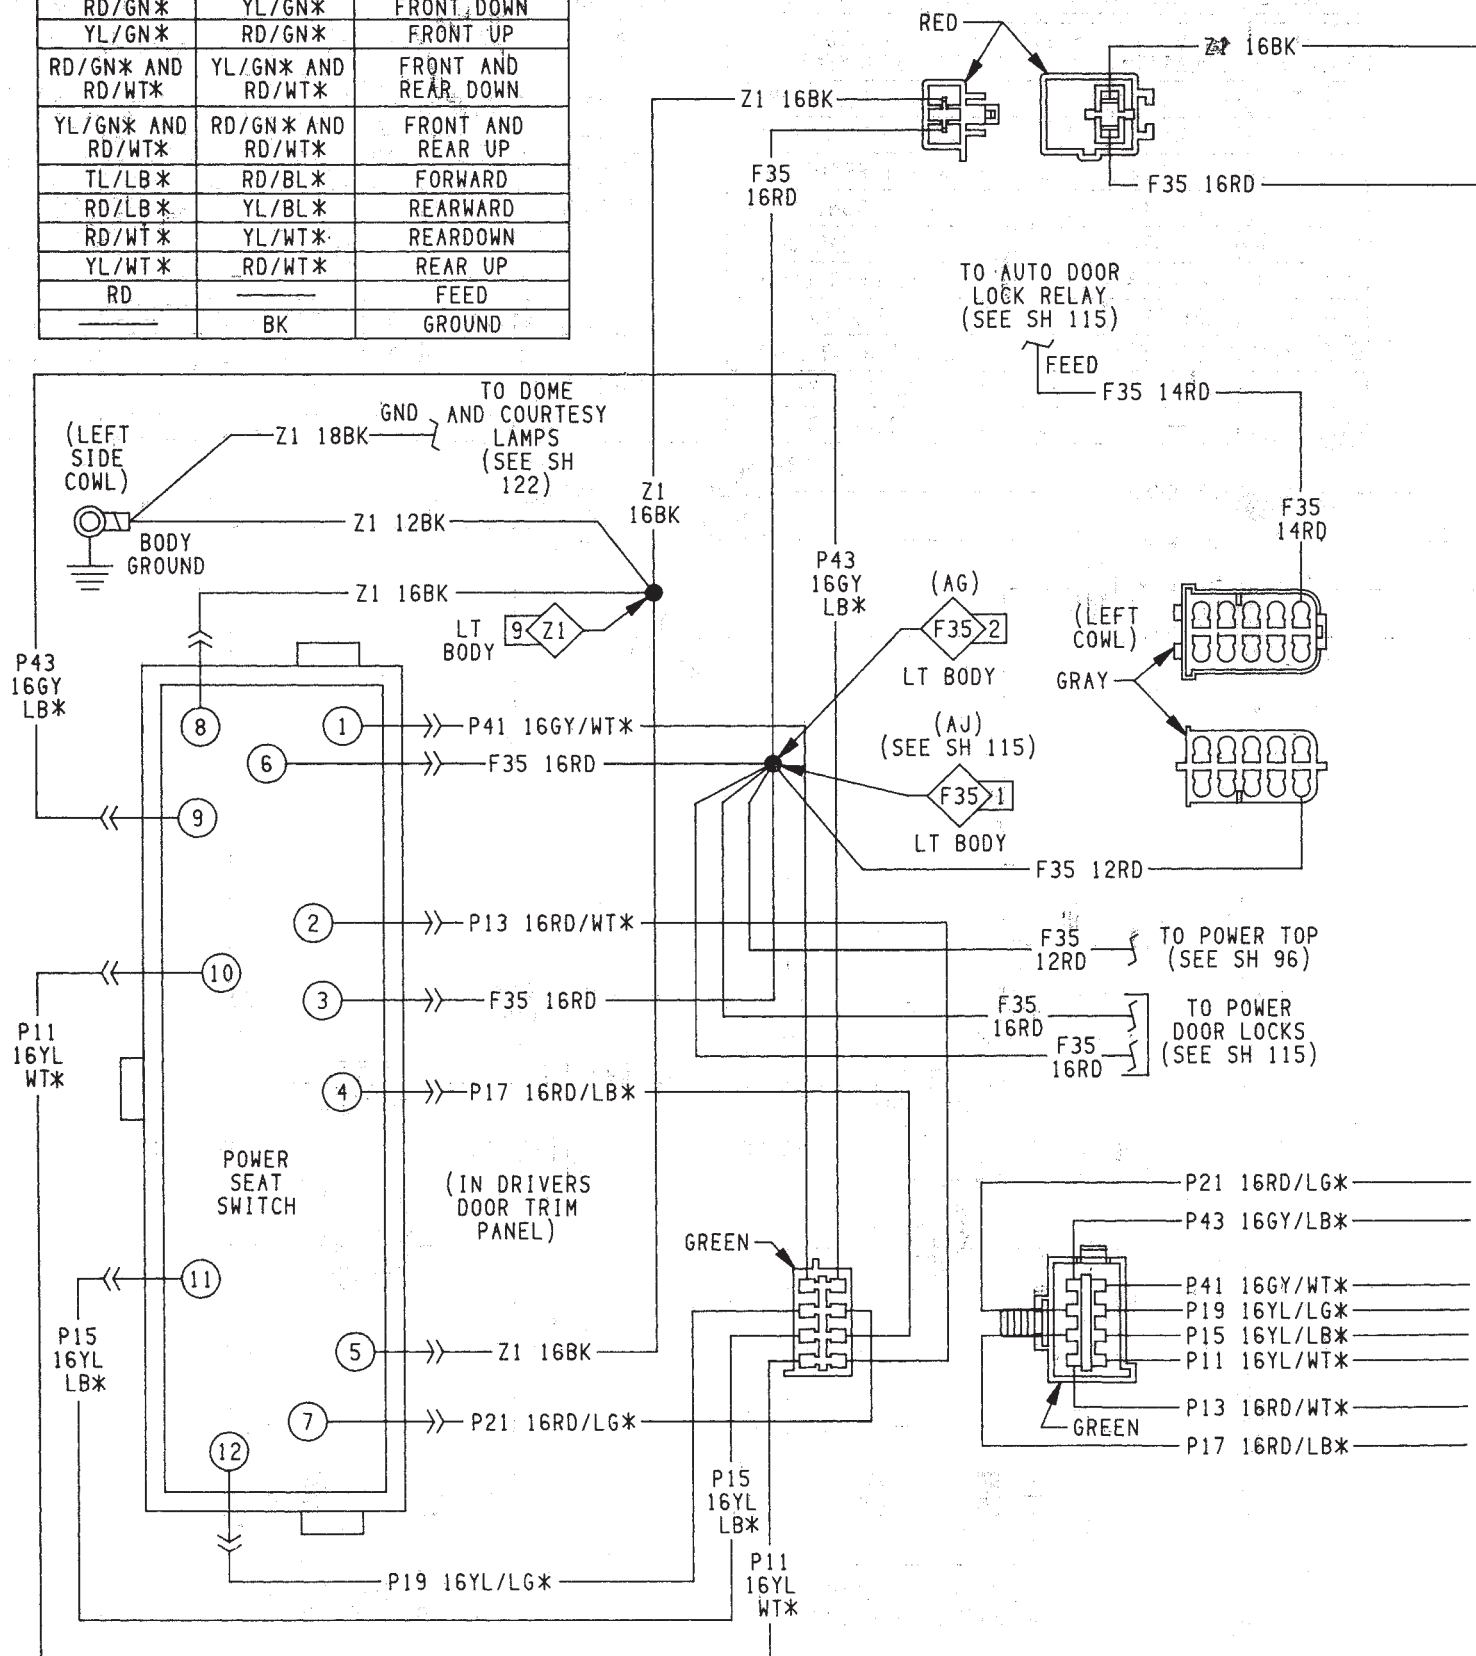 RD/GN* YL/GN* FRONT DOWN
YL/GN* RD/GN* FRONT UP
RD/GN* AND YL/GN* AND FRONT AND
RD/WT* RD/WT* REAR DOWN
YL/GN* AND RD/GN* AND FRONT AND
RD/WT* RD/WT* REAR UP
TL/LB* RD/BL* FORWARD
RD/LB* YL/BL* REARWARD
RD/WT* YL/WT* REARDOWN
YL/WT* RD/WT* REAR UP
RD FEED
BK GROUND
RED
Z1 16BK
Z1 16BK
F35
16RD
F35 16RD
TO AUTO DOOR
LOCK RELAY
(SEE SH 115)
FEED
F35 14RD
TO DOME
GND AND COURTESY
LAMPS
(SEE SH
122)
Z1 18BK
(LEFT
SIDE
COWL)
Z1 12BK
BODY
GROUND
Z1
16BK
F35
14RD
P43
16GY
LB*
Z1 16BK
9 Z1
LT
BODY
(AG)
F35 2
LT BODY
(LEFT
COWL)
GRAY
P43
16GY
LB*
8
1
P41 16GY/WT*
(AJ)
(SEE SH 115)
6
F35 16RD
F35 1
LT BODY
9
F35 12RD
2
P13 16RD/WT*
F35
12RD
TO POWER TOP
(SEE SH 96)
10
3
F35 16RD
F35
16RD
F35
16RD
TO POWER
DOOR LOCKS
(SEE SH 115)
P11
16YL
WT*
4
P17 16RD/LB*
POWER
SEAT
SWITCH
(IN DRIVERS
DOOR TRIM
PANEL)
P21 16RD/LG*
P43 16GY/LB*
GREEN
11
P41 16GY/WT*
P19 16YL/LG*
P15 16YL/LB*
P11 16YL/WT*
P15
16YL
LB*
5
Z1 16BK
P13 16RD/WT*
GREEN
P17 16RD/LB*
7
P21 16RD/LG*
12
P15
16YL
LB*
P19 16YL/LG*
P11
16YL
WT*